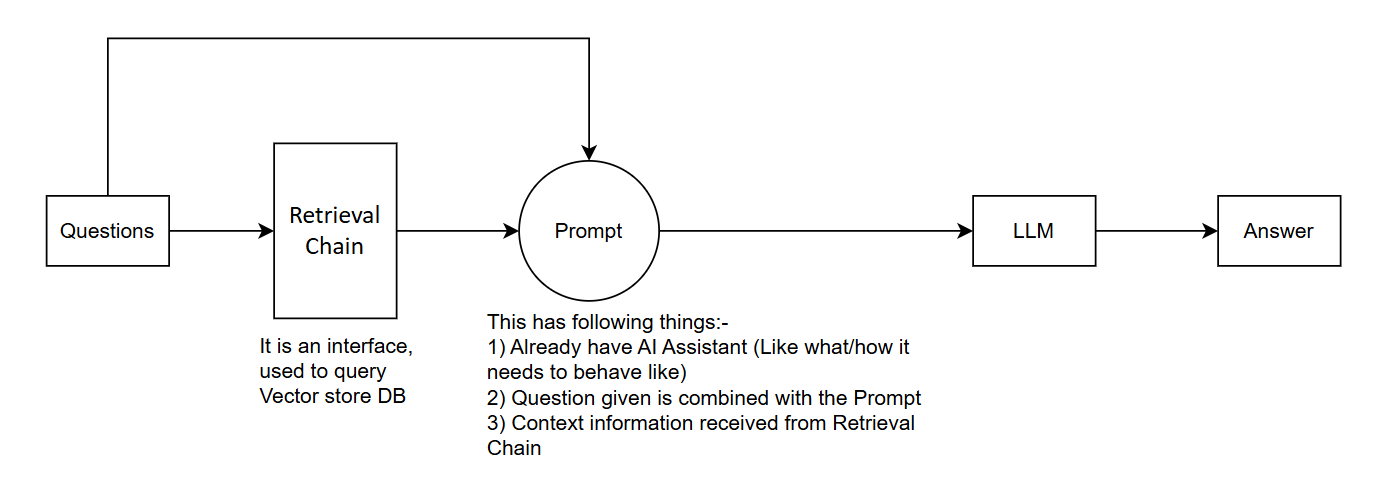 Questions
Retrieval
Chain
Prompt
LLM
Answer
It is an interface,
used to query
Vector store DB
This has following things:-
1) Already have AI Assistant (Like what/how it
needs to behave like)
2) Question given is combined with the Prompt
3) Context information received from Retrieval
Chain